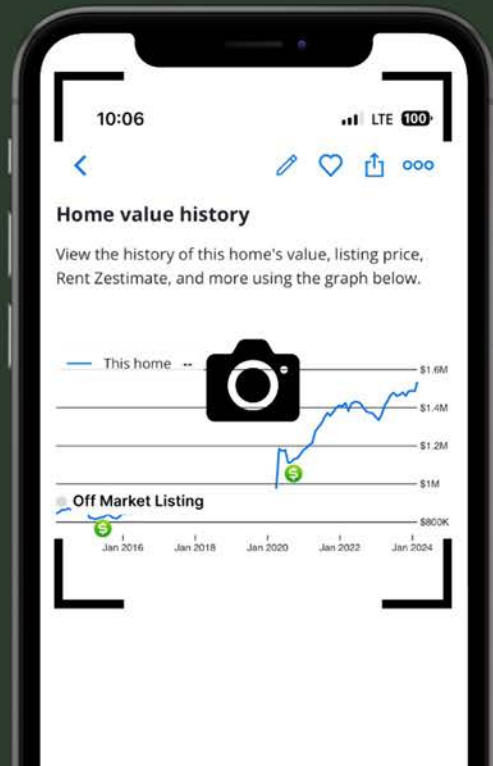 10:06
LTE 100
Home value history
View the history of this home's value, listing price,
Rent Zestimate, and more using the graph below.
This home --
$1.6M
$1.4M
$1.2M
$1M
Off Market Listing
$800K
$
$
Jan 2016 Jan 2018 Jan 2020 Jan 2022 Jan 2024